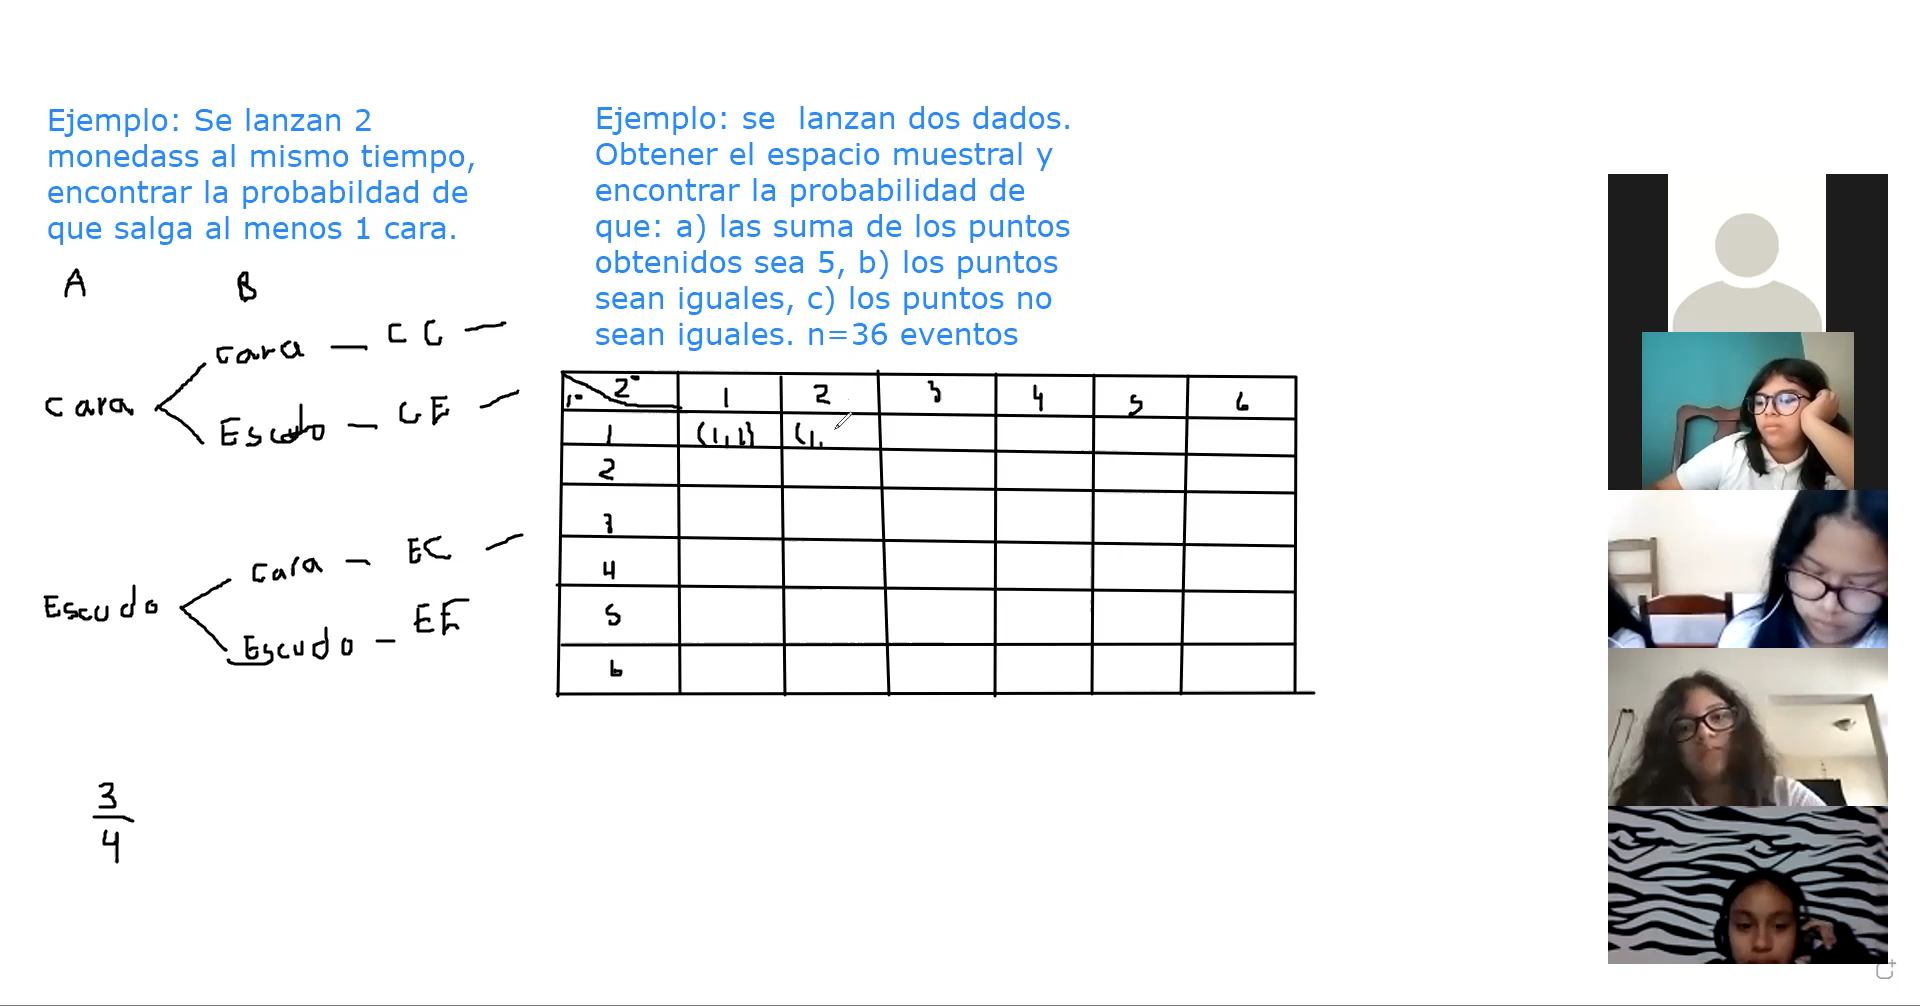 Ejemplo: Se lanzan 2
monedass al mismo tiempo,
encontrar la probabildad de
que salga al menos 1 cara.
A B
cara — CC —
cara
Escudo — CE —
cara — EC —
Escudo
Escudo — EE
3
4
Ejemplo: se  lanzan dos dados.
Obtener el espacio muestral y
encontrar la probabilidad de
que: a) las suma de los puntos
obtenidos sea 5, b) los puntos
sean iguales, c) los puntos no
sean iguales. n=36 eventos
1° 2° 1 2 3 4 5 6
1 (1,1) (1,
2
3
4
5
6